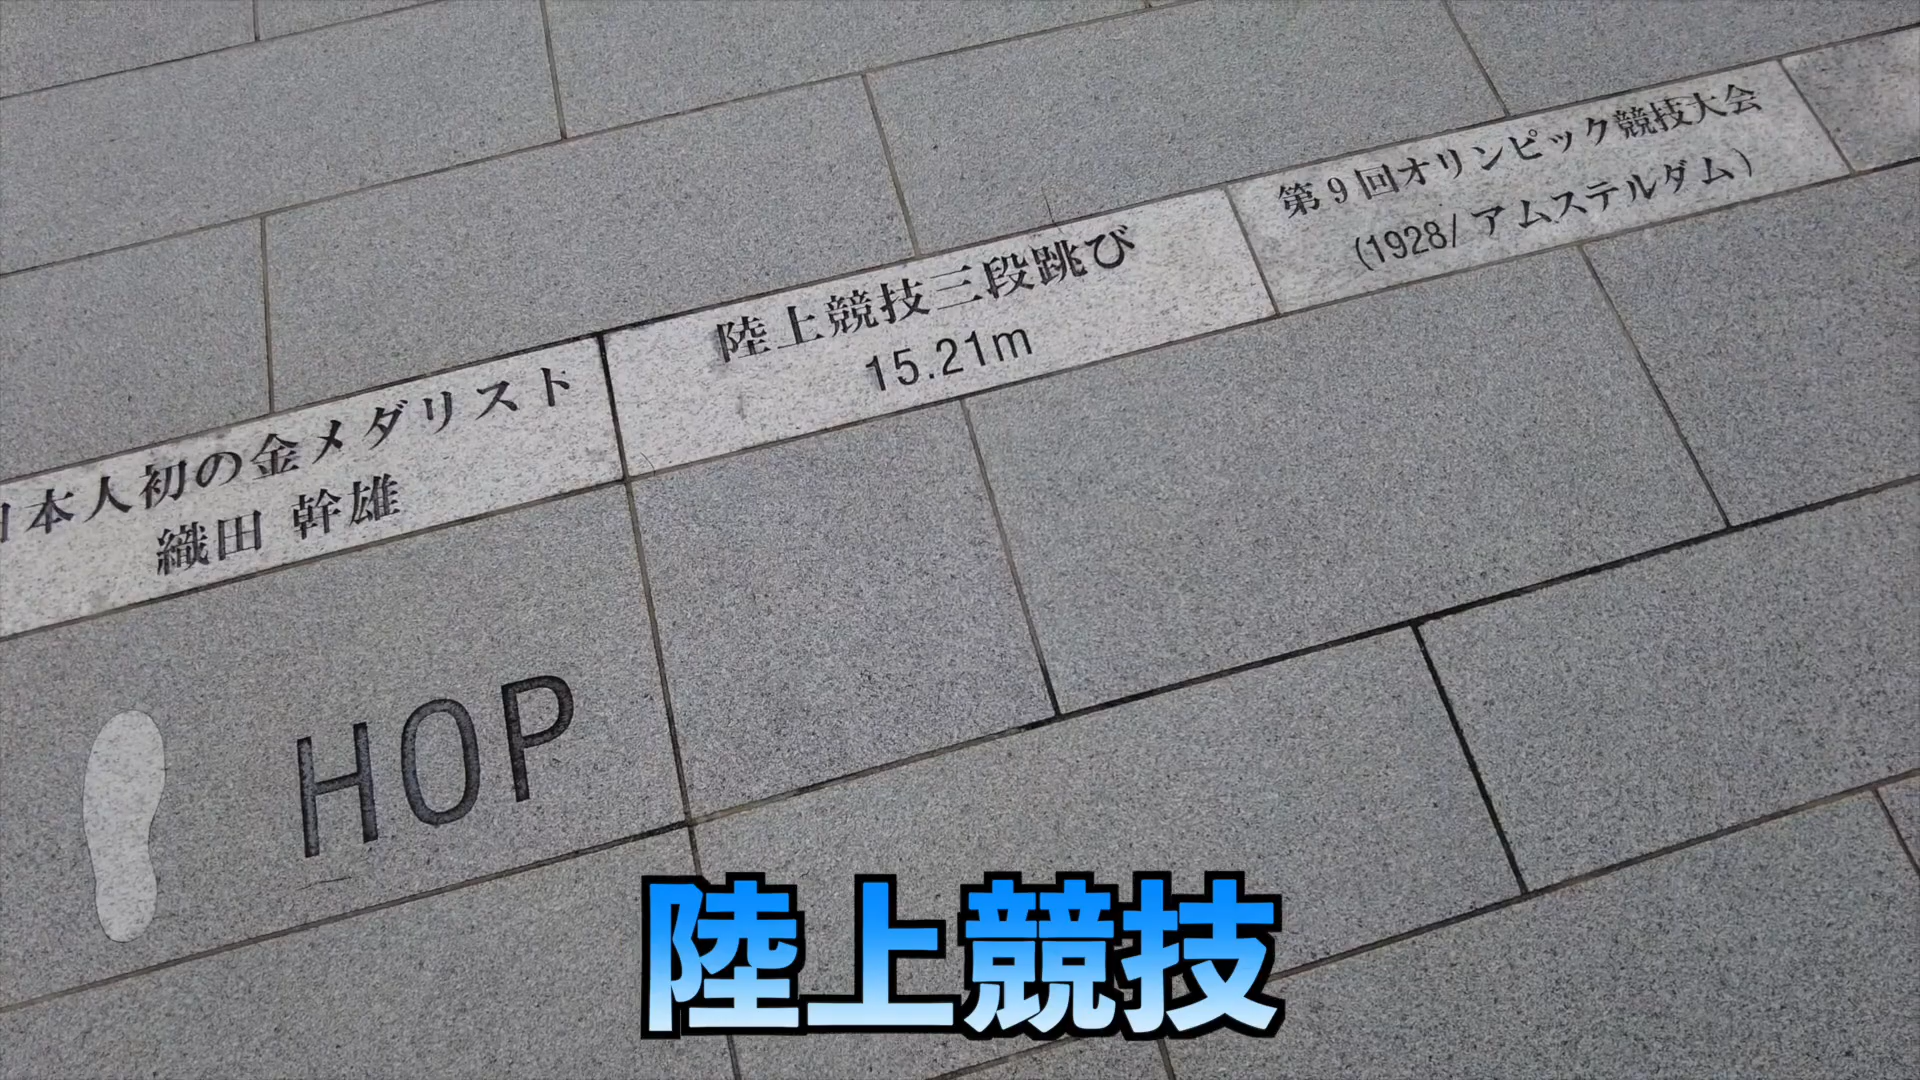 日本人初の金メダリスト
織田 幹雄
陸上競技三段跳び
15.21m
第9回オリンピック競技大会
(1928/アムステルダム)
HOP
陸上競技